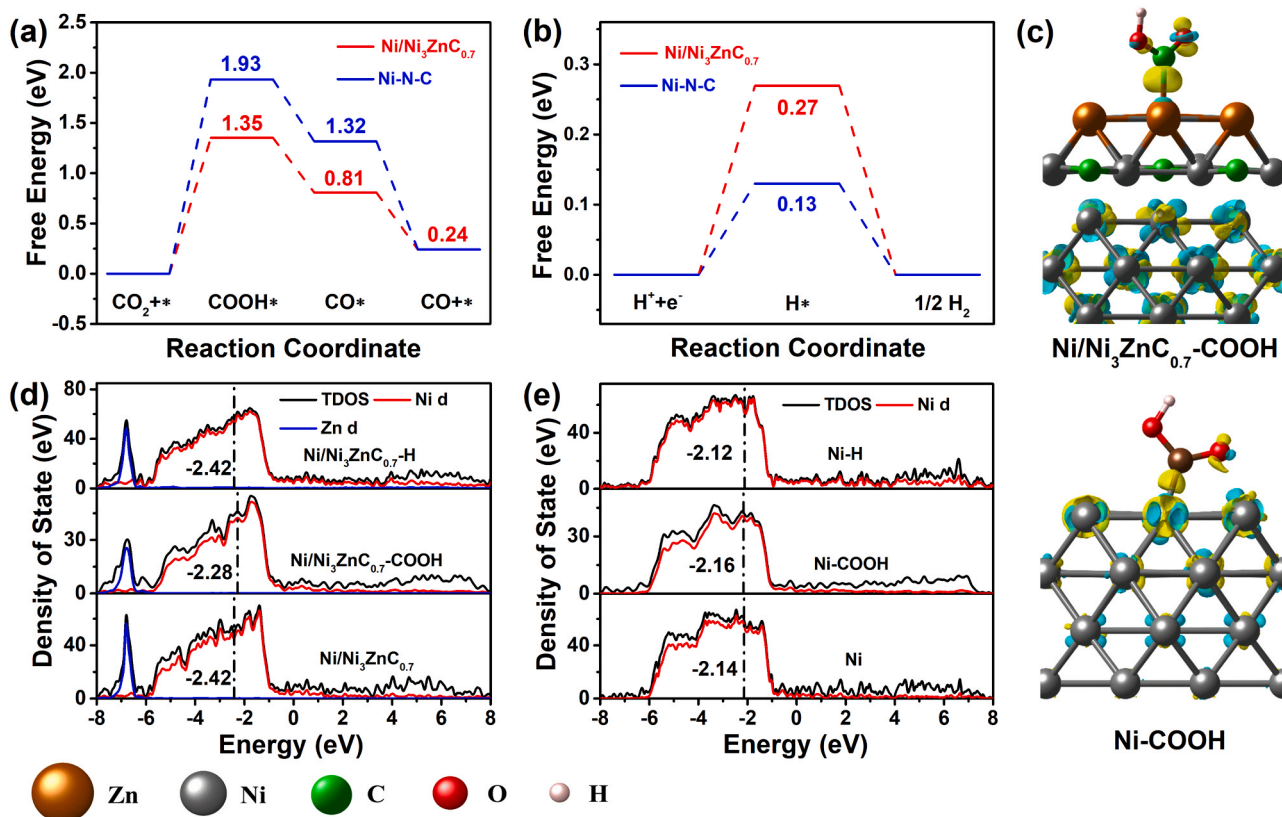 (a)
2.5
2.0
1.5
1.0
0.5
0.0
-0.5
Free Energy (eV)
Ni/Ni₃ZnC₀.₇
Ni-N-C
1.93
1.35
1.32
0.81
0.24
CO₂+*
COOH*
CO*
CO+*
Reaction Coordinate
(b)
0.3
0.2
0.1
0.0
Free Energy (eV)
Ni/Ni₃ZnC₀.₇
Ni-N-C
0.27
0.13
H⁺+e⁻
H*
1/2 H₂
Reaction Coordinate
(c)
Ni/Ni₃ZnC₀.₇-COOH
Ni-COOH
(d)
80
40
0
30
0
40
0
Density of State (eV)
TDOS
Ni d
Zn d
-2.42
Ni/Ni₃ZnC₀.₇-H
-2.28
Ni/Ni₃ZnC₀.₇-COOH
-2.42
Ni/Ni₃ZnC₀.₇
-8 -6 -4 -2 0 2 4 6 8
Energy (eV)
(e)
40
0
30
0
40
0
Density of State (eV)
TDOS
Ni d
-2.12
Ni-H
-2.16
Ni-COOH
-2.14
Ni
-8 -6 -4 -2 0 2 4 6 8
Energy (eV)
Zn
Ni
C
O
H